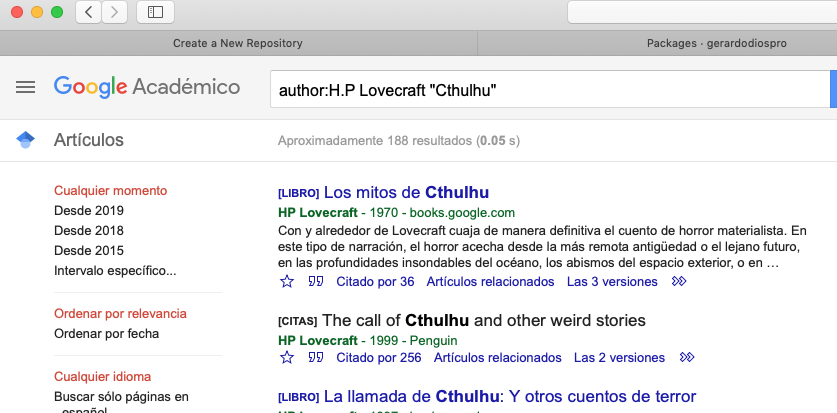 Create a New Repository
Packages · gerardodiospro
Google Académico
author:H.P Lovecraft "Cthulhu"
Artículos
Aproximadamente 188 resultados (0.05 s)
Cualquier momento
Desde 2019
Desde 2018
Desde 2015
Intervalo específico...
Ordenar por relevancia
Ordenar por fecha
Cualquier idioma
Buscar sólo páginas en
español
[LIBRO] Los mitos de Cthulhu
HP Lovecraft - 1970 - books.google.com
Con y alrededor de Lovecraft cuaja de manera definitiva el cuento de horror materialista. En
este tipo de narración, el horror acecha desde la más remota antigüedad o el lejano futuro,
en las profundidades insondables del océano, los abismos del espacio exterior, o en …
Citado por 36 Artículos relacionados Las 3 versiones
[CITAS] The call of Cthulhu and other weird stories
HP Lovecraft - 1999 - Penguin
Citado por 256 Artículos relacionados Las 2 versiones
[LIBRO] La llamada de Cthulhu: Y otros cuentos de terror